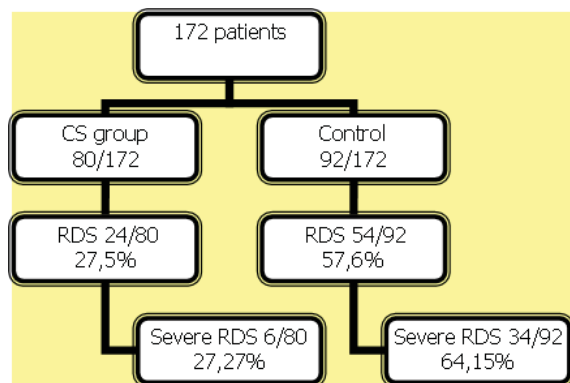 172 patients
CS group
80/172
Control
92/172
RDS 24/80
27,5%
RDS 54/92
57,6%
Severe RDS 6/80
27,27%
Severe RDS 34/92
64,15%